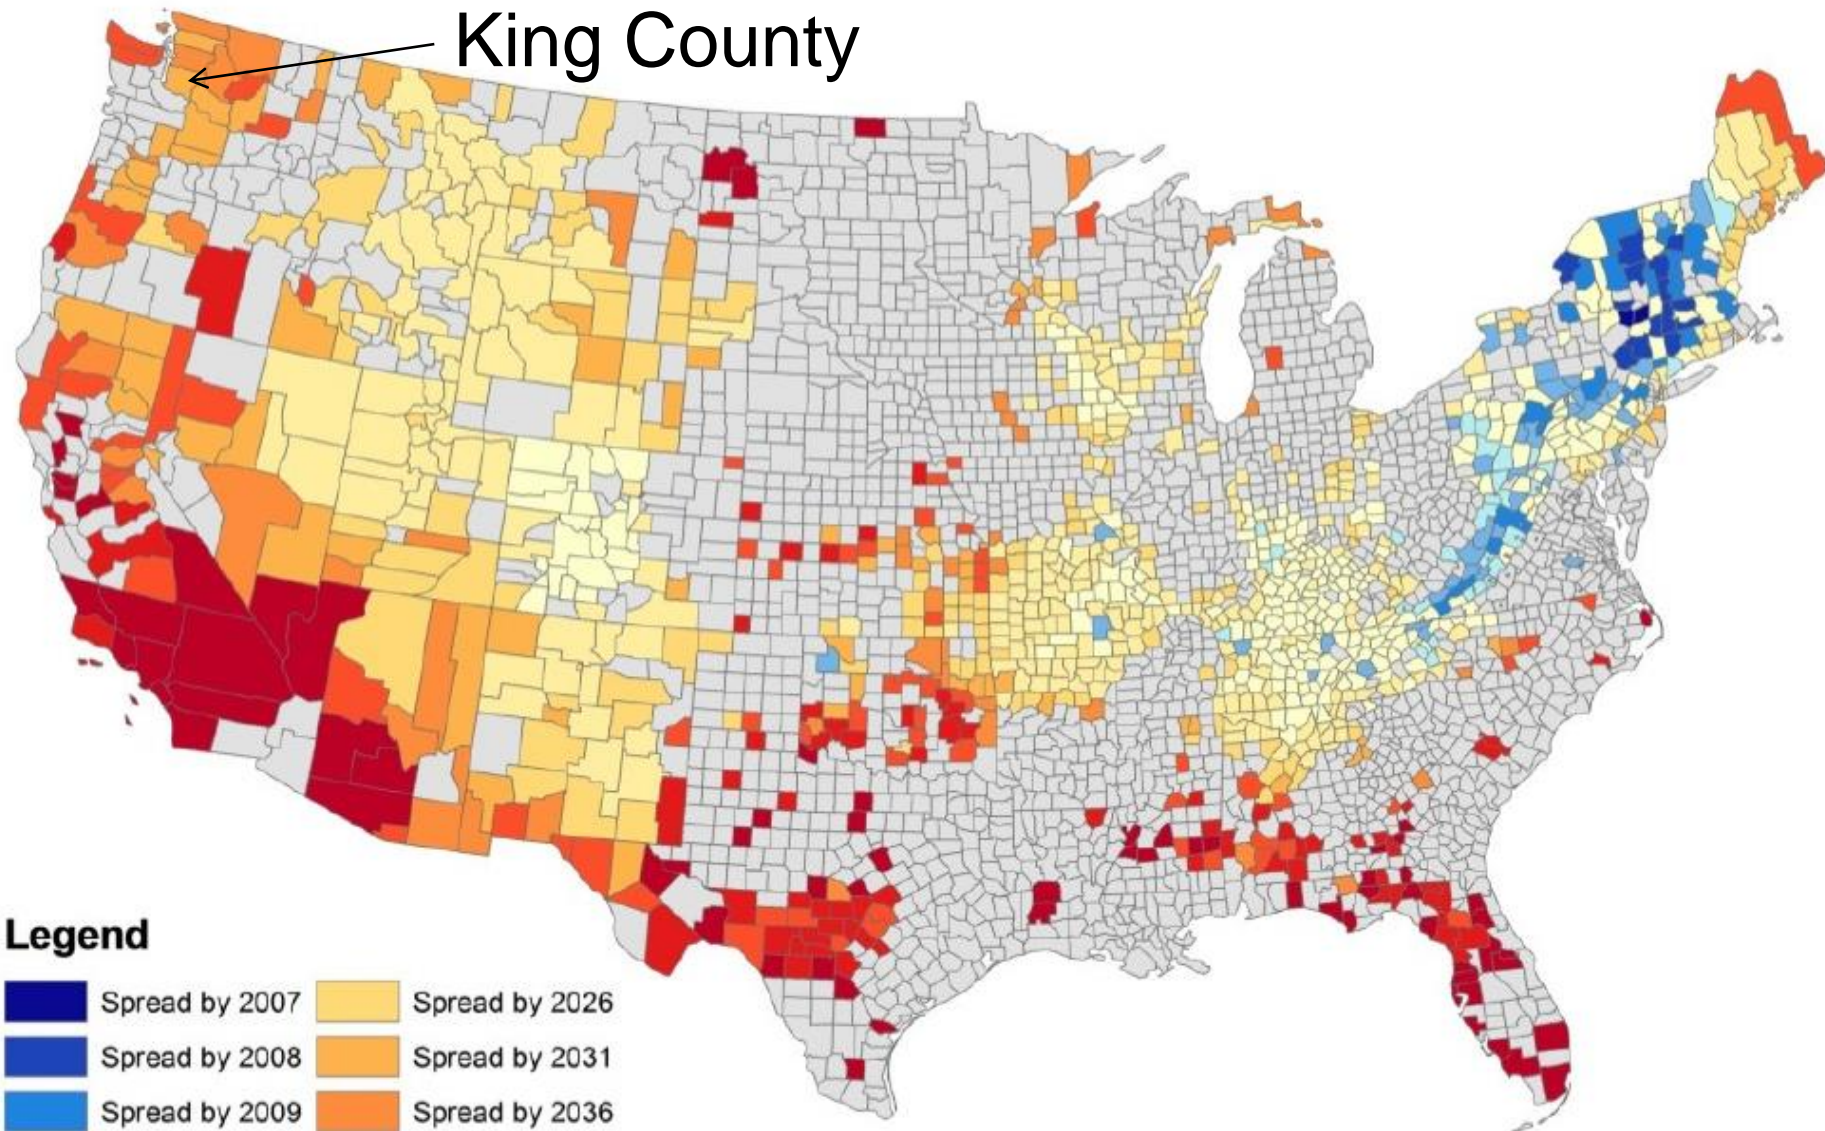 King County
Legend
Spread by 2007
Spread by 2026
Spread by 2008
Spread by 2031
Spread by 2009
Spread by 2036